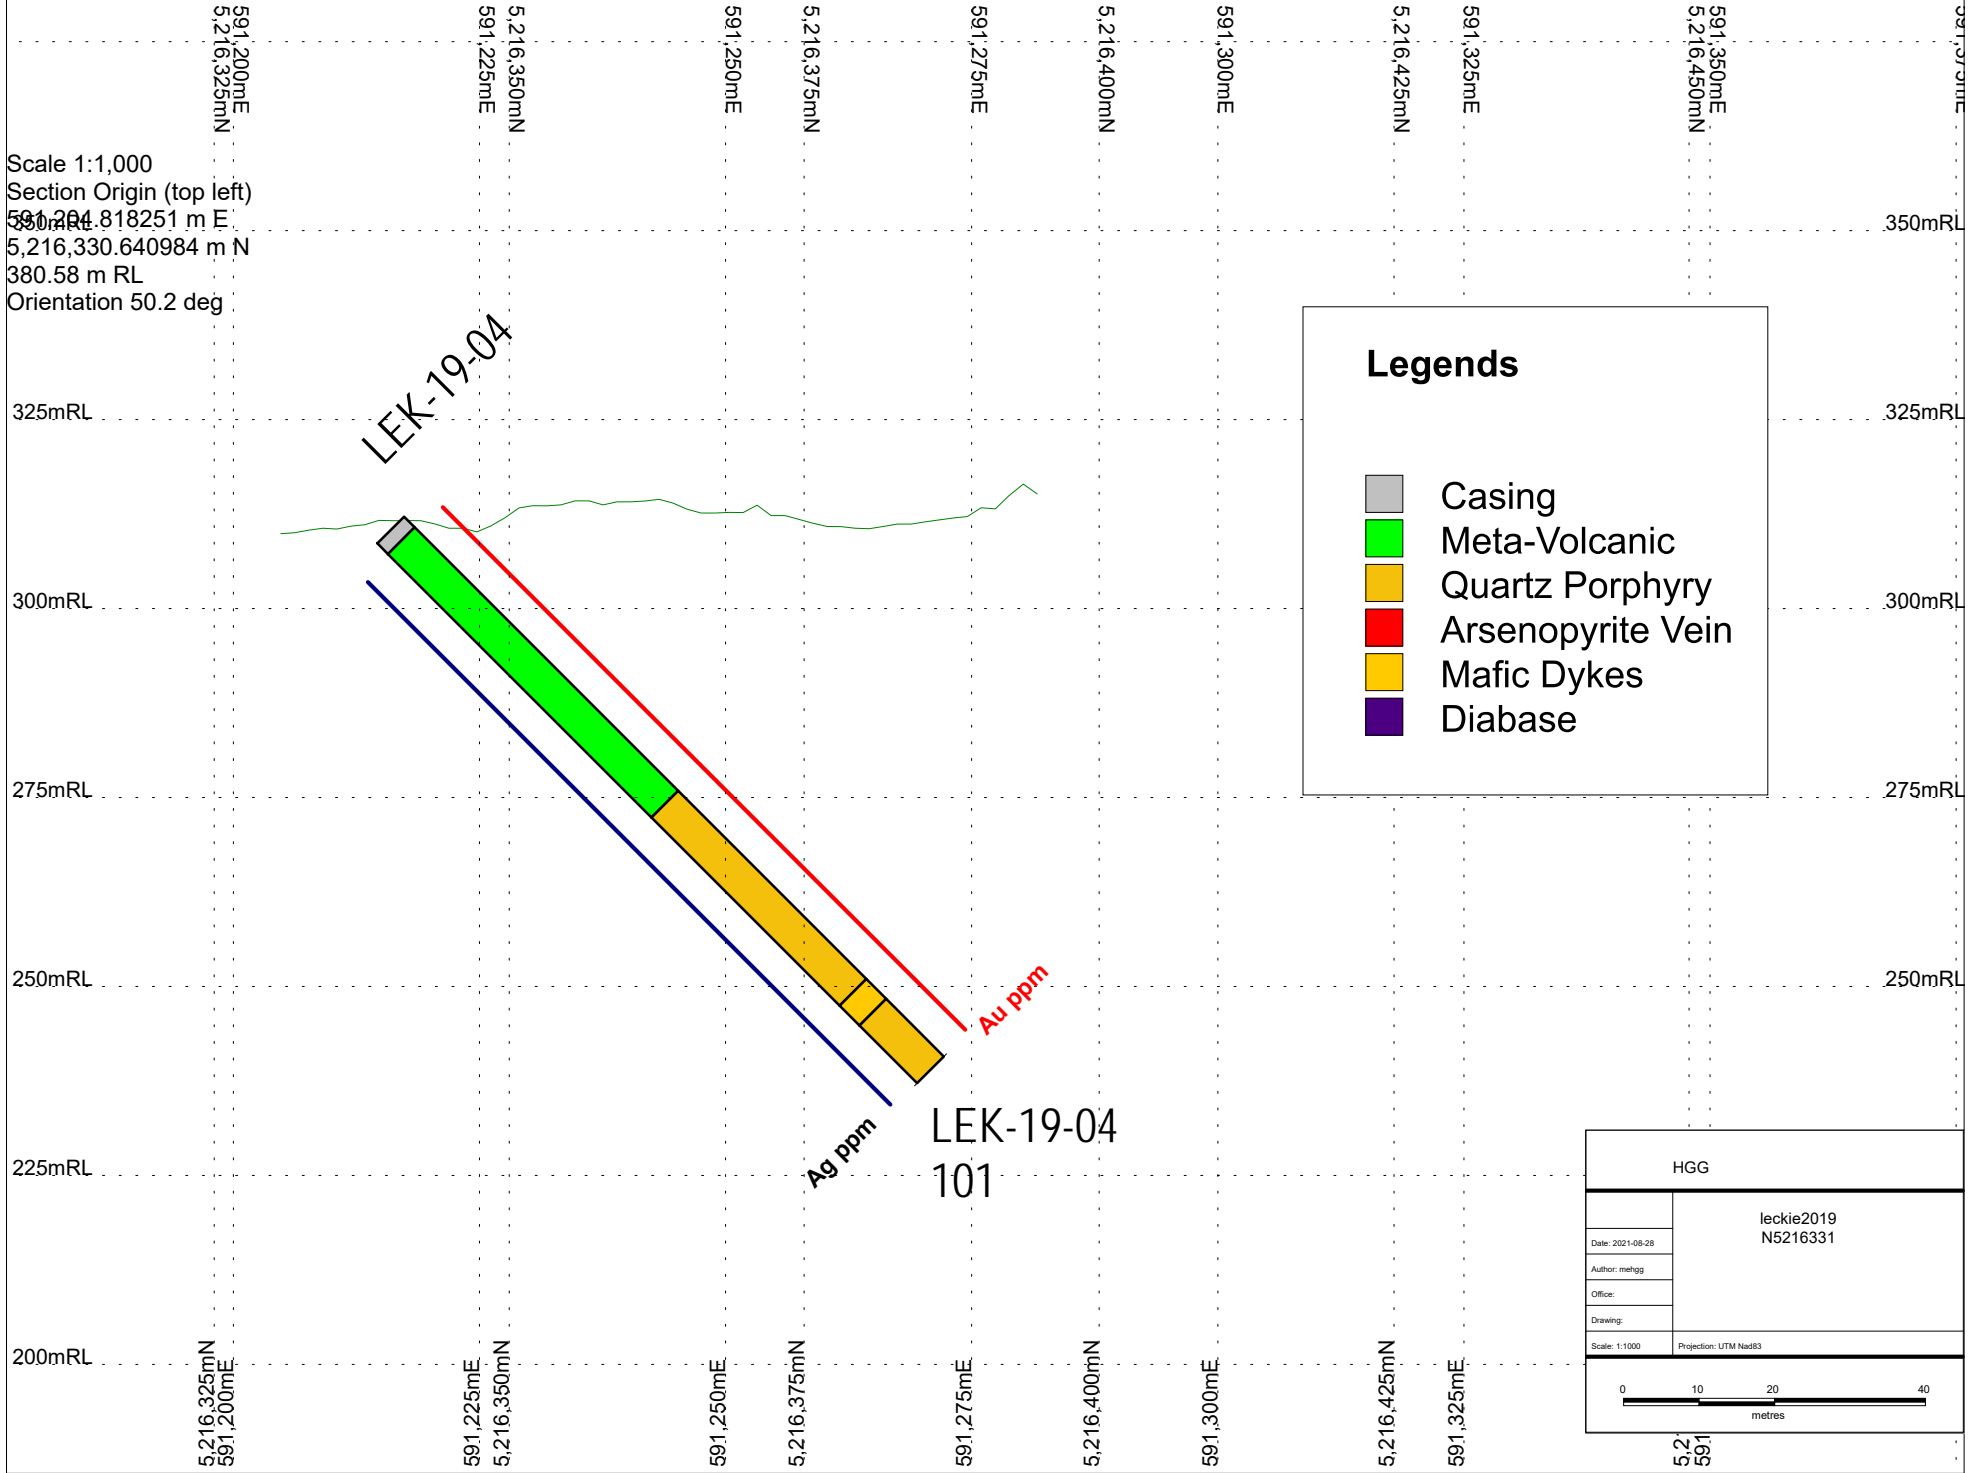 5,216,325mN
591,200mE
591,225mE
5,216,350mN
591,250mE
5,216,375mN
591,275mE
5,216,400mN
591,300mE
5,216,425mN
591,325mE
5,216,450mN
591,350mE
591,375mE
Scale 1:1,000
Section Origin (top left)
591,204.818251 m E
350mRL
350mRL
5,216,330.640984 m N
380.58 m RL
Orientation 50.2 deg
LEK-19-04
325mRL
325mRL
Legends
Casing
Meta-Volcanic
Quartz Porphyry
Arsenopyrite Vein
Mafic Dykes
Diabase
300mRL
300mRL
275mRL
275mRL
250mRL
250mRL
Au ppm
Ag ppm
LEK-19-04
101
225mRL
HGG
leckie2019
N5216331
Date: 2021-08-28
Author: mehgg
Office:
Drawing:
Scale: 1:1000
Projection: UTM Nad83
0 10 20 40
metres
200mRL
5,216,325mN
591,200mE
591,225mE
5,216,350mN
591,250mE
5,216,375mN
591,275mE
5,216,400mN
591,300mE
5,216,425mN
591,325mE
5,2
591